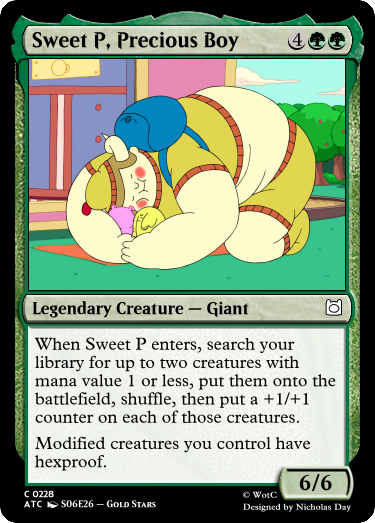 Sweet P, Precious Boy 4
Legendary Creature — Giant
When Sweet P enters, search your
library for up to two creatures with
mana value 1 or less, put them onto the
battlefield, shuffle, then put a +1/+1
counter on each of those creatures.
Modified creatures you control have
hexproof.
6/6
C 0228
ATC S06E26 — Gold Stars
© WotC
Designed by Nicholas Day